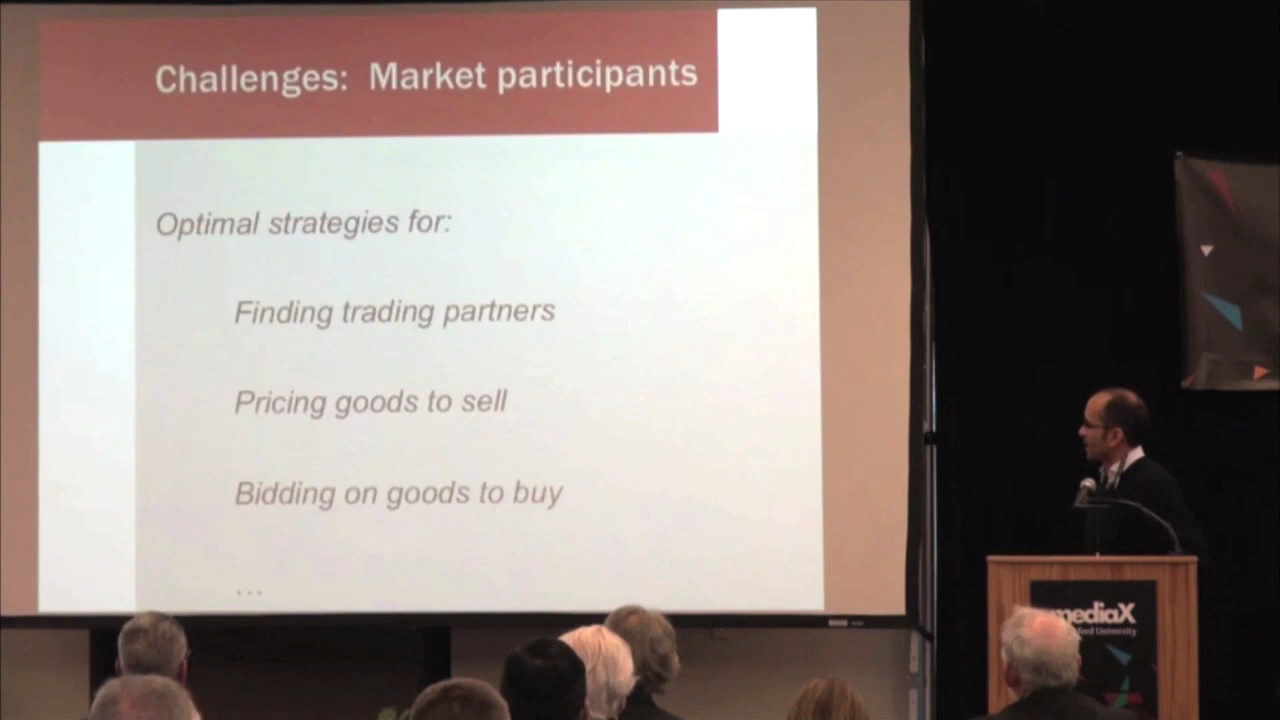 Challenges: Market participants
Optimal strategies for:
Finding trading partners
Pricing goods to sell
Bidding on goods to buy
...
mediaX
University